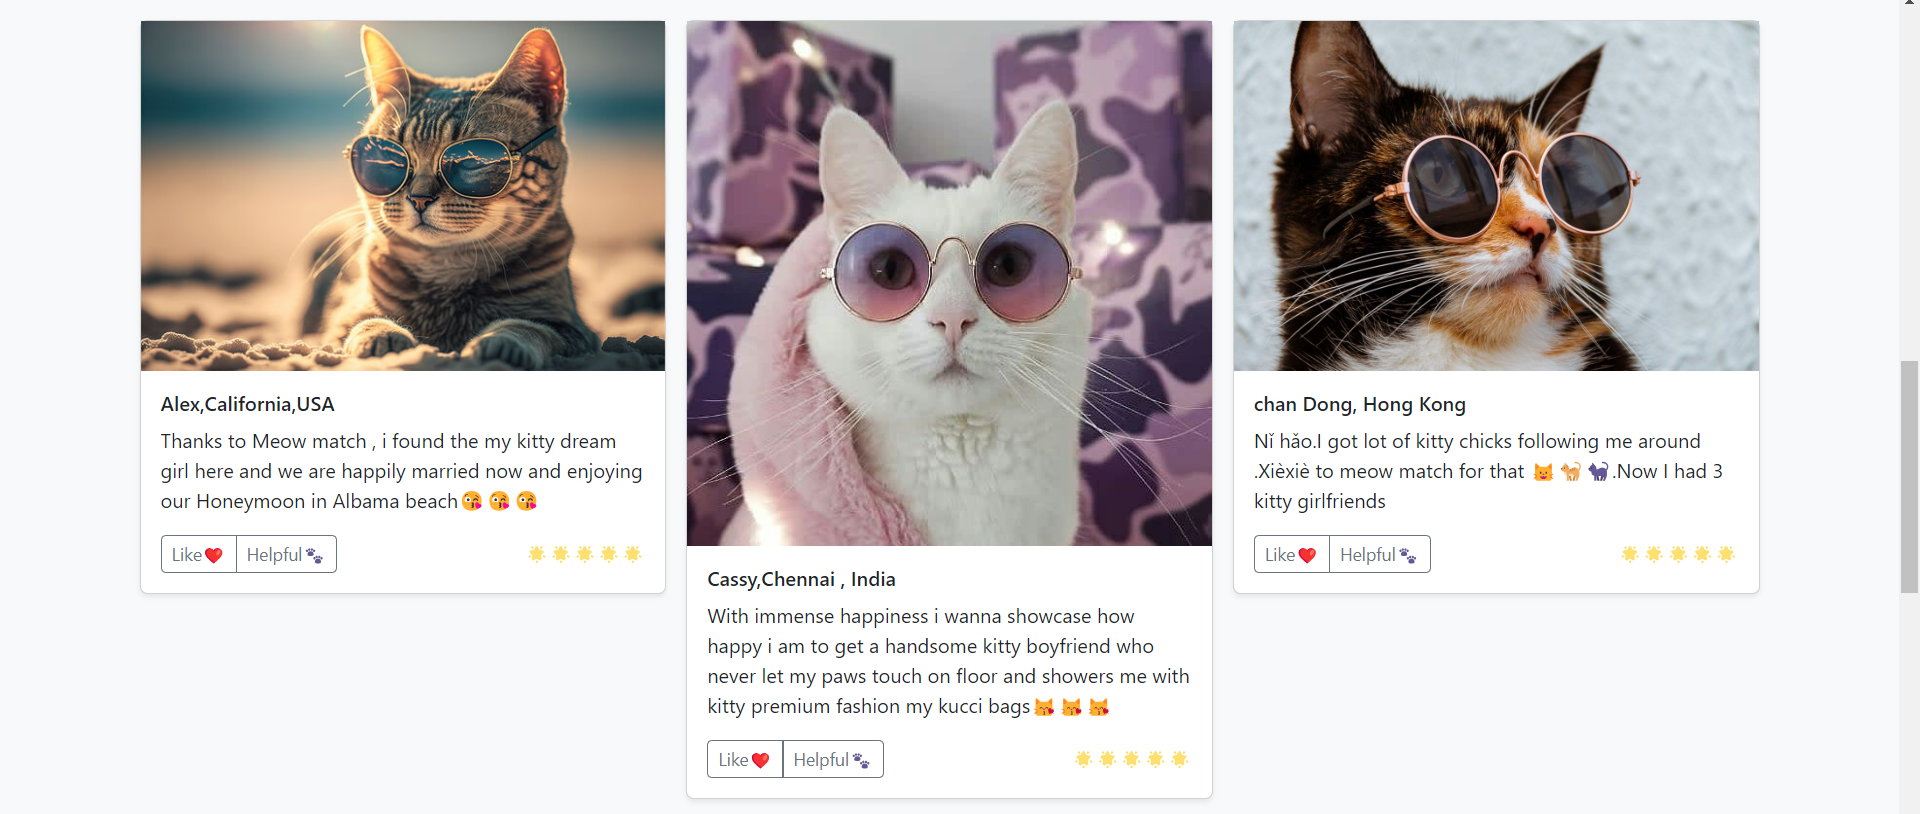 Alex,California,USA
Thanks to Meow match , i found the my kitty dream
girl here and we are happily married now and enjoying
our Honeymoon in Albama beach😘 😘 😘
Like❤️ Helpful🐾
🌟 🌟 🌟 🌟 🌟
Cassy,Chennai , India
With immense happiness i wanna showcase how
happy i am to get a handsome kitty boyfriend who
never let my paws touch on floor and showers me with
kitty premium fashion my kucci bags😽 😽 😽
Like❤️ Helpful🐾
🌟 🌟 🌟 🌟 🌟
chan Dong, Hong Kong
Nǐ hǎo.I got lot of kitty chicks following me around
.Xièxiè to meow match for that 🐱 🐈 🐈‍⬛.Now I had 3
kitty girlfriends
Like❤️ Helpful🐾
🌟 🌟 🌟 🌟 🌟